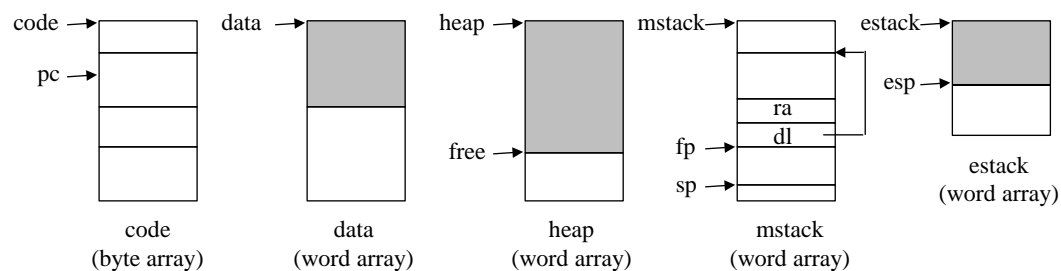 code
pc
code
(byte array)
data
data
(word array)
heap
free
heap
(word array)
mstack
ra
dl
fp
sp
mstack
(word array)
estack
esp
estack
(word array)